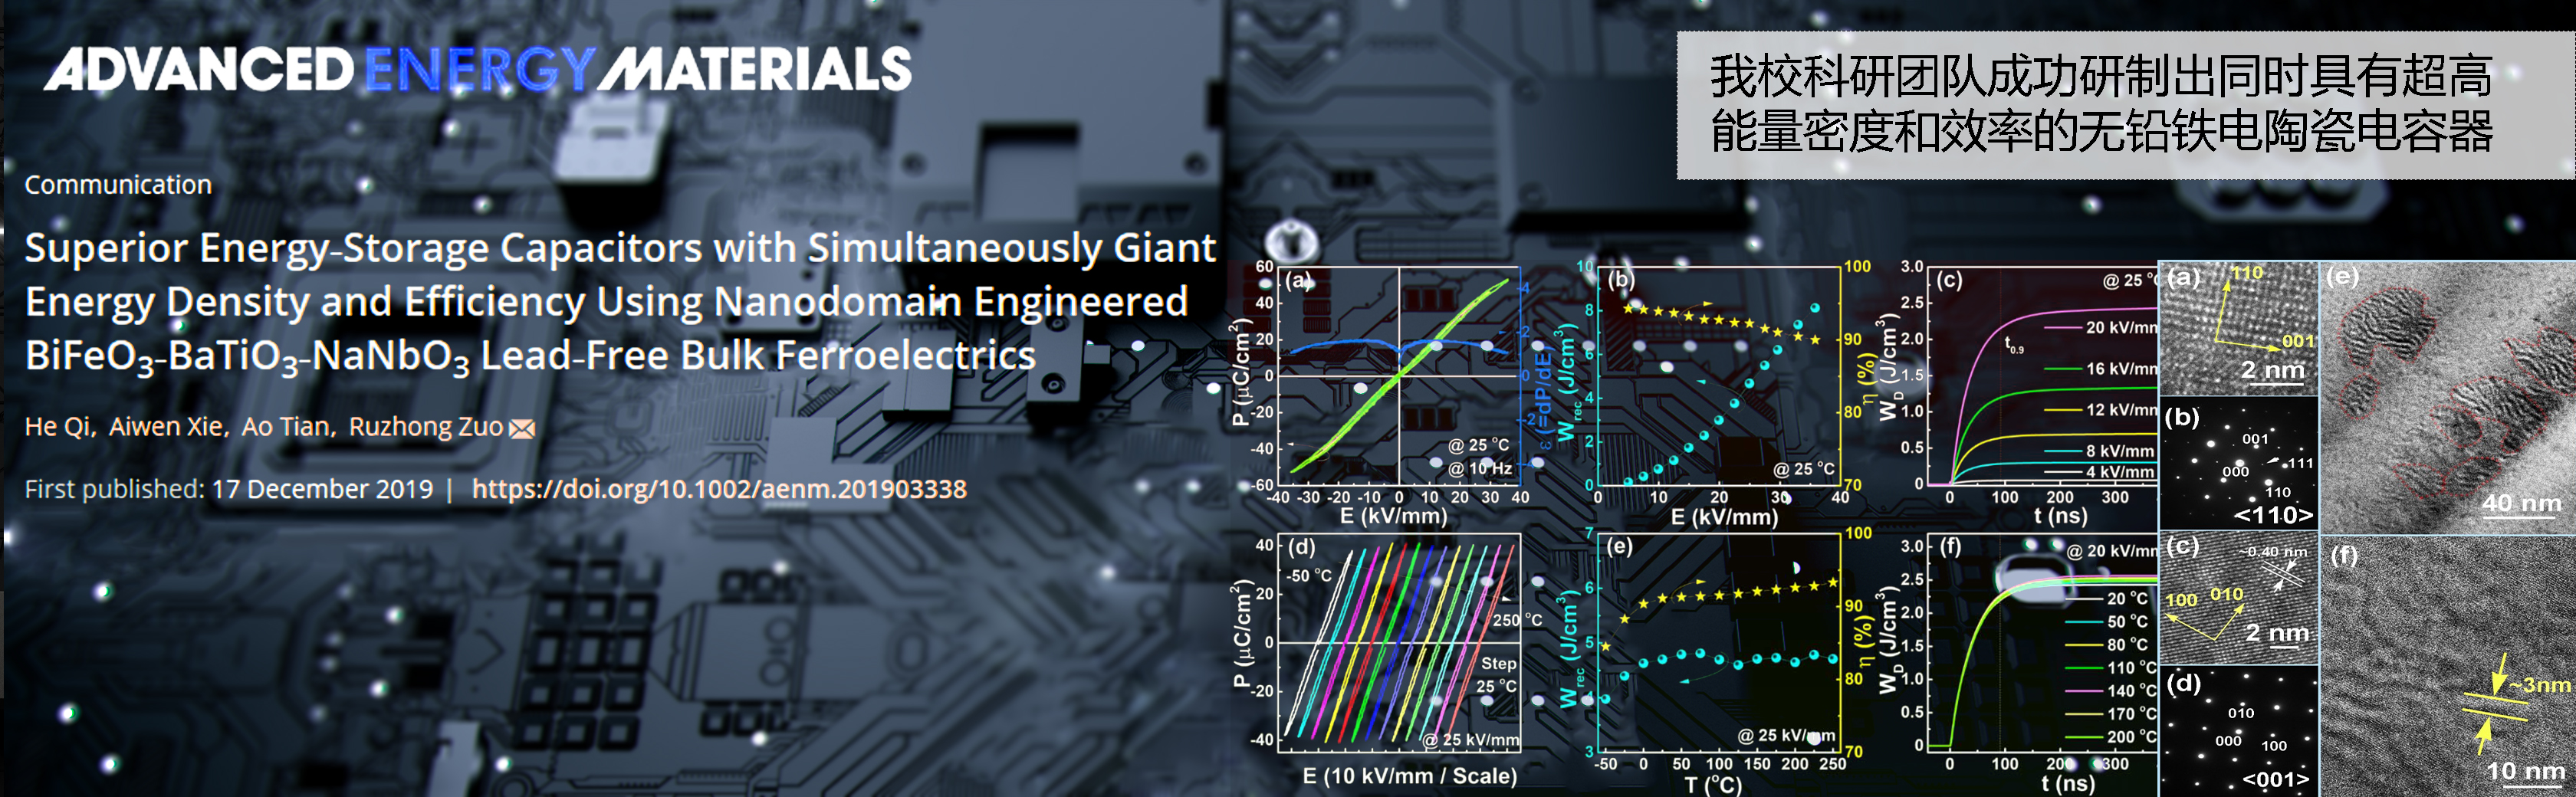 ADVANCED ENERGY MATERIALS
我校科研团队成功研制出同时具有超高
能量密度和效率的无铅铁电陶瓷电容器
Communication
Superior Energy-Storage Capacitors with Simultaneously Giant
Energy Density and Efficiency Using Nanodomain Engineered
BiFeO₃-BaTiO₃-NaNbO₃ Lead-Free Bulk Ferroelectrics
He Qi, Aiwen Xie, Ao Tian, Ruzhong Zuo
First published: 17 December 2019 | https://doi.org/10.1002/aenm.201903338
(a)
60
40
20
0
-20
-40
-60
P (μC/cm²)
-40 -30 -20 -10 0 10 20 30 40
E (kV/mm)
@ 25 °C
@ 10 Hz
4
2
0
-2
ε (=dP/dE)
(b)
10
8
6
4
2
0
W rec (J/cm³)
0 10 20 30 40
E (kV/mm)
@ 25 °C
100
90
80
70
η (%)
(c)
3.0
2.5
2.0
1.5
1.0
0.5
0
W D (J/cm³)
@ 25 °C
t 0.9
20 kV/mm
16 kV/mm
12 kV/mm
8 kV/mm
4 kV/mm
0 100 200 300
t (ns)
(d)
40
20
0
-20
-40
P (μC/cm²)
-50 °C
250 °C
Step
25 °C
@ 25 kV/mm
E (10 kV/mm / Scale)
(e)
7
6
5
4
3
W rec (J/cm³)
@ 25 kV/mm
-50 0 50 100 150 200 250
T (°C)
100
90
80
70
η (%)
(f)
3.0
2.5
2.0
1.5
1.0
0.5
0
W D (J/cm³)
@ 20 kV/mm
20 °C
50 °C
80 °C
110 °C
140 °C
170 °C
200 °C
0 100 200 300
t (ns)
(a)
110
001
2 nm
(b)
001
000
111
110
<110>
(c)
~0.40 nm
100 010
2 nm
(d)
010
000
100
<001>
(e)
40 nm
(f)
~3nm
10 nm